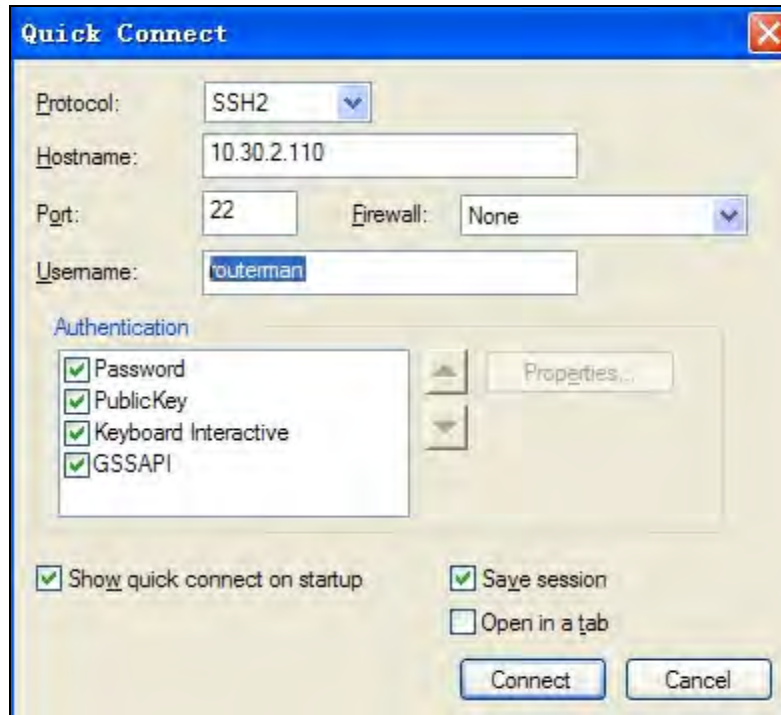 Quick Connect
Protocol: SSH2
Hostname: 10.30.2.110
Port: 22 Firewall: None
Username: routerman
Authentication
Password
PublicKey
Keyboard Interactive
GSSAPI
Properties...
Show quick connect on startup
Save session
Open in a tab
Connect Cancel